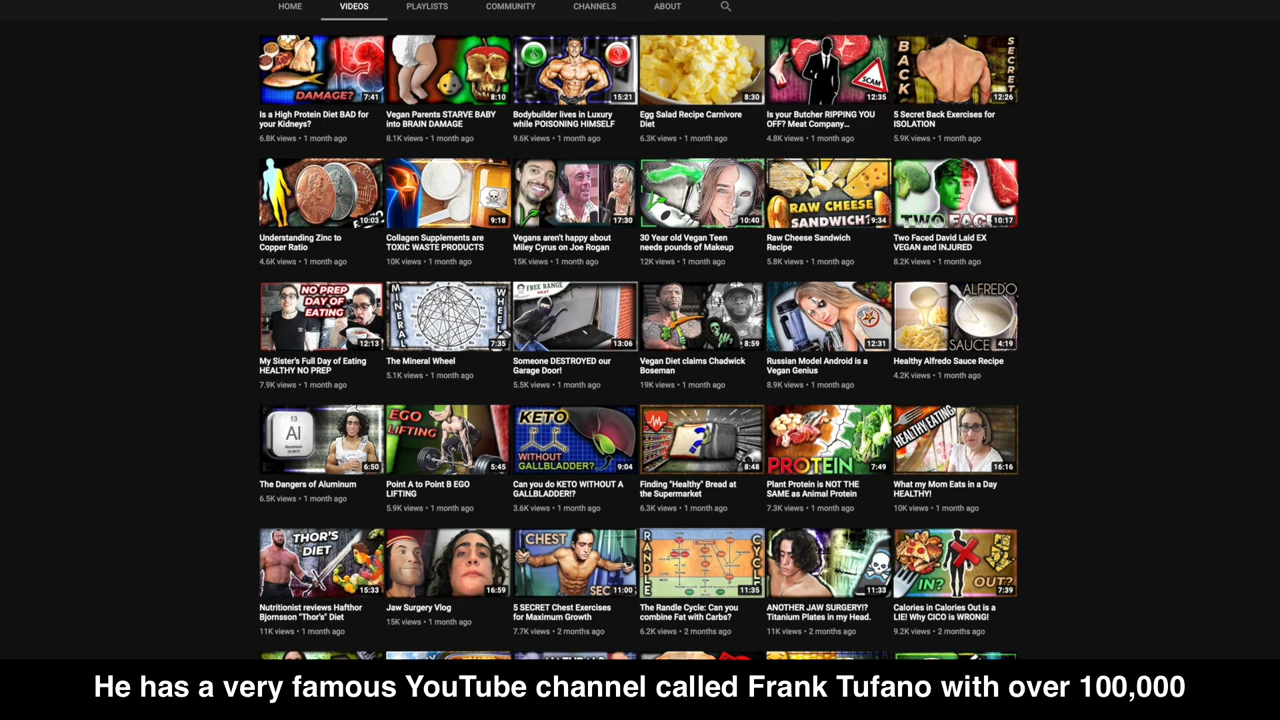 HOME VIDEOS PLAYLISTS COMMUNITY CHANNELS ABOUT
DAMAGE?
7:41
8:10
15:21
8:30
SCAM
12:35
BACK
SECRET
12:26
Is a High Protein Diet BAD for
your Kidneys?
6.8K views • 1 month ago
Vegan Parents STARVE BABY
into BRAIN DAMAGE
8.1K views • 1 month ago
Bodybuilder lives in Luxury
while POISONING HIMSELF
9.6K views • 1 month ago
Egg Salad Recipe Carnivore
Diet
6.3K views • 1 month ago
Is your Butcher RIPPING YOU
OFF? Meat Company...
4.8K views • 1 month ago
5 Secret Back Exercises for
ISOLATION
5.9K views • 1 month ago
10:03
9:18
17:30
10:40
RAW CHEESE
SANDWICH?
9:34
TWO FACE
10:17
Understanding Zinc to
Copper Ratio
4.6K views • 1 month ago
Collagen Supplements are
TOXIC WASTE PRODUCTS
10K views • 1 month ago
Vegans aren't happy about
Miley Cyrus on Joe Rogan
15K views • 1 month ago
30 Year old Vegan Teen
needs pounds of Makeup
12K views • 1 month ago
Raw Cheese Sandwich
Recipe
5.8K views • 1 month ago
Two Faced David Laid EX
VEGAN and INJURED
8.2K views • 1 month ago
NO PREP
DAY OF
EATING
12:13
MINERAL
WHEEL
7:35
FREE RANGE
MEAT
13:06
8:59
12:31
ALFREDO
SAUCE
4:19
My Sister's Full Day of Eating
HEALTHY NO PREP
7.9K views • 1 month ago
The Mineral Wheel
5.1K views • 1 month ago
Someone DESTROYED our
Garage Door!
5.5K views • 1 month ago
Vegan Diet claims Chadwick
Boseman
19K views • 1 month ago
Russian Model Android is a
Vegan Genius
8.9K views • 1 month ago
Healthy Alfredo Sauce Recipe
4.2K views • 1 month ago
13
Al
6:50
EGO
LIFTING
5:45
KETO
WITHOUT
GALLBLADDER?
9:04
8:48
PROTEIN
7:49
HEALTHY EATING
16:16
The Dangers of Aluminum
6.5K views • 1 month ago
Point A to Point B EGO
LIFTING
5.9K views • 1 month ago
Can you do KETO WITHOUT A
GALLBLADDER!?
3.6K views • 1 month ago
Finding "Healthy" Bread at
the Supermarket
6.3K views • 1 month ago
Plant Protein is NOT THE
SAME as Animal Protein
7.3K views • 1 month ago
What my Mom Eats in a Day
HEALTHY!
10K views • 1 month ago
THOR'S
DIET
15:33
16:59
CHEST
SEC
11:00
RANDLE
CYCLE
11:35
11:33
IN?
OUT?
7:39
Nutritionist reviews Hafthor
Bjornsson "Thor's" Diet
11K views • 1 month ago
Jaw Surgery Vlog
15K views • 1 month ago
5 SECRET Chest Exercises
for Maximum Growth
7.7K views • 2 months ago
The Randle Cycle: Can you
combine Fat with Carbs?
6.2K views • 2 months ago
ANOTHER JAW SURGERY!?
Titanium Plates in my Head.
11K views • 2 months ago
Calories in Calories Out is a
LIE! Why CICO is WRONG!
9.2K views • 2 months ago
He has a very famous YouTube channel called Frank Tufano with over 100,000